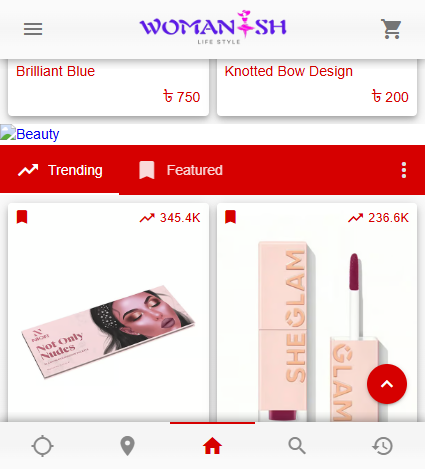 WOMANISH
LIFE STYLE
Brilliant Blue
৳ 750
Knotted Bow Design
৳ 200
Beauty
Trending
Featured
345.4K
Not Only
Nudes
236.6K
SHEGLAM
GLAM